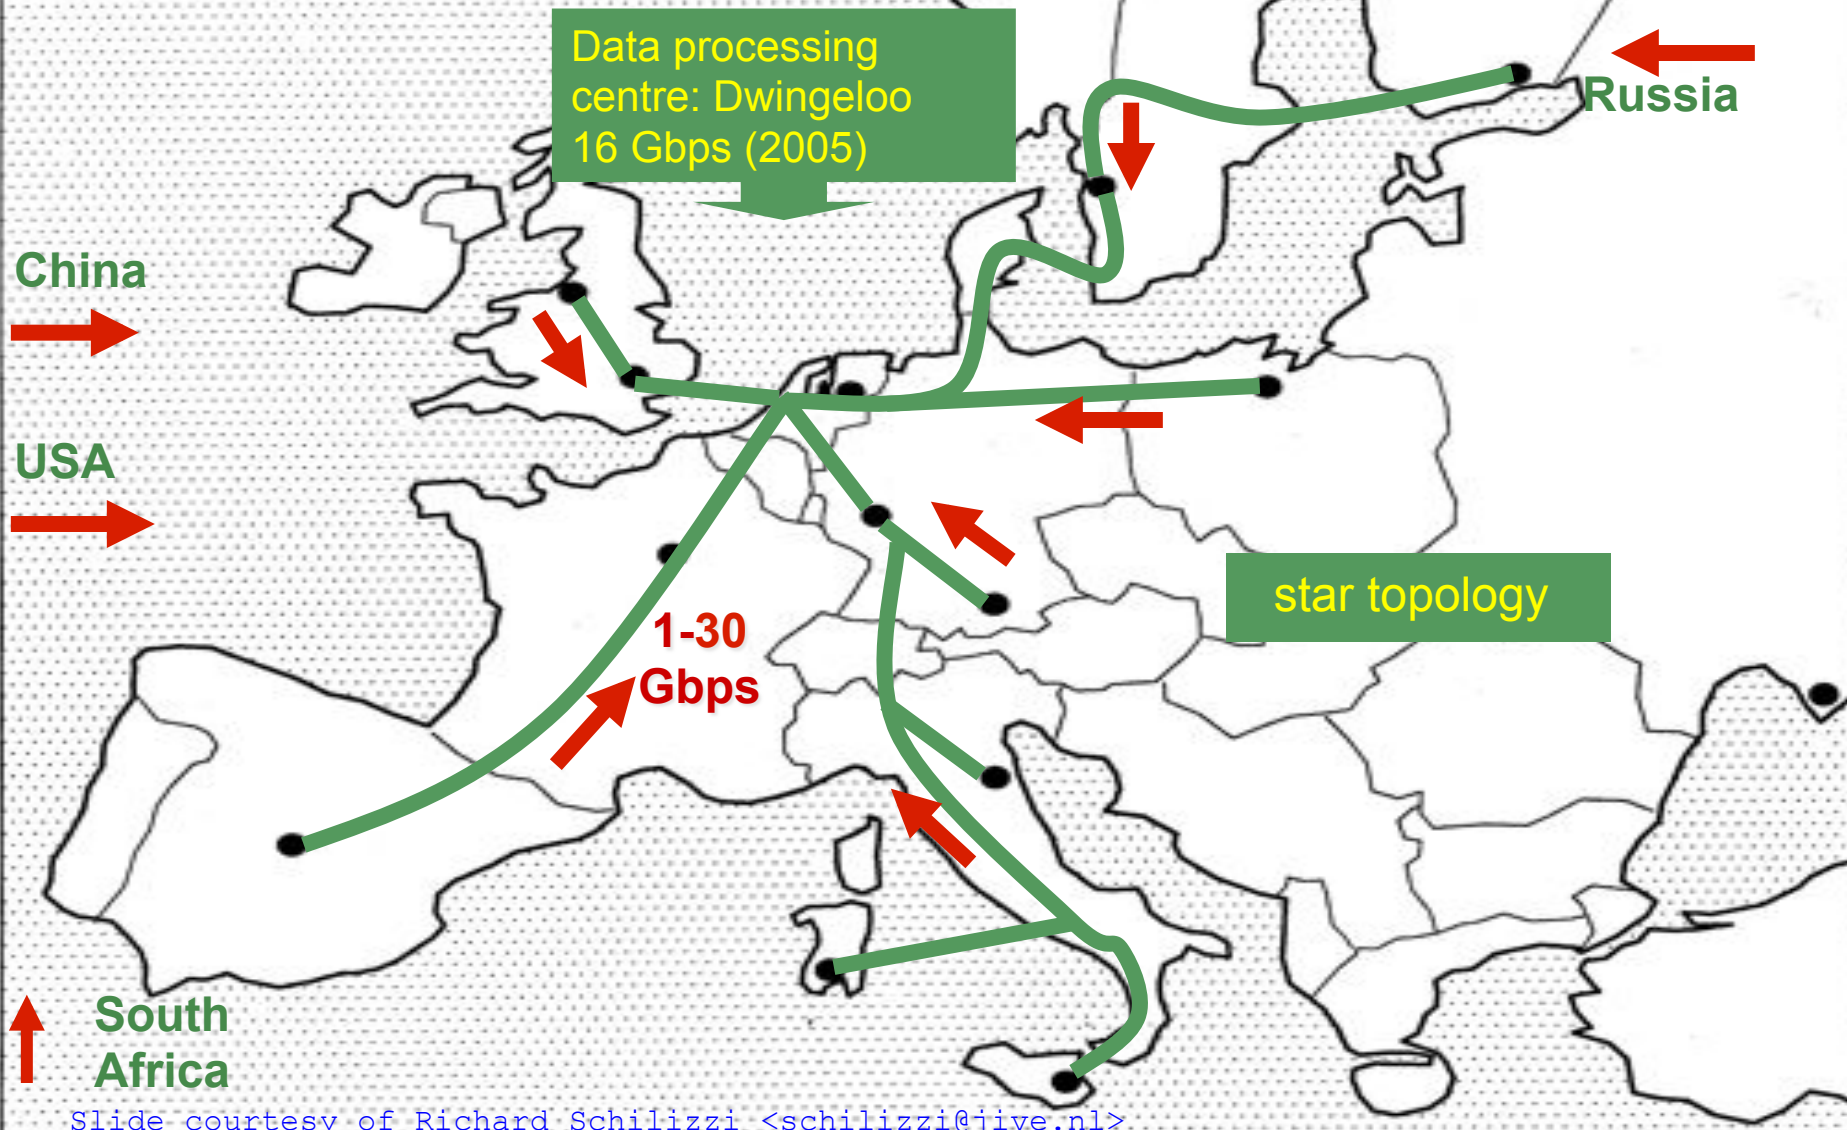 Data processing
centre: Dwingeloo
16 Gbps (2005)
Russia
China
USA
star topology
1-30
Gbps
South
Africa
Slide courtesy of Richard Schilizzi <schilizzi@jive.nl>